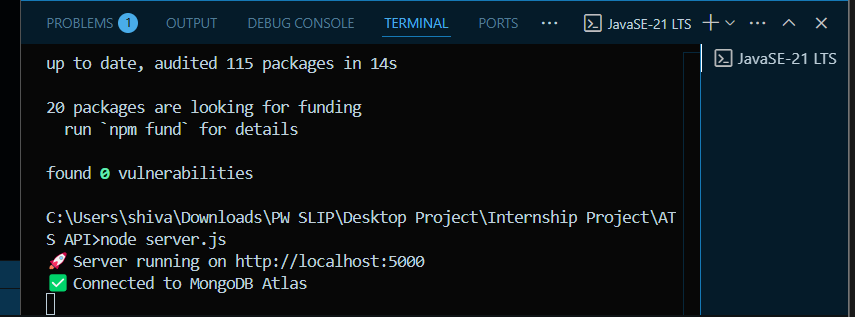 PROBLEMS 1 OUTPUT DEBUG CONSOLE TERMINAL PORTS ... JavaSE-21 LTS
JavaSE-21 LTS
up to date, audited 115 packages in 14s
20 packages are looking for funding
run `npm fund` for details
found 0 vulnerabilities
C:\Users\shiva\Downloads\PW SLIP\Desktop Project\Internship Project\AT
S API>node server.js
🚀 Server running on http://localhost:5000
✅ Connected to MongoDB Atlas